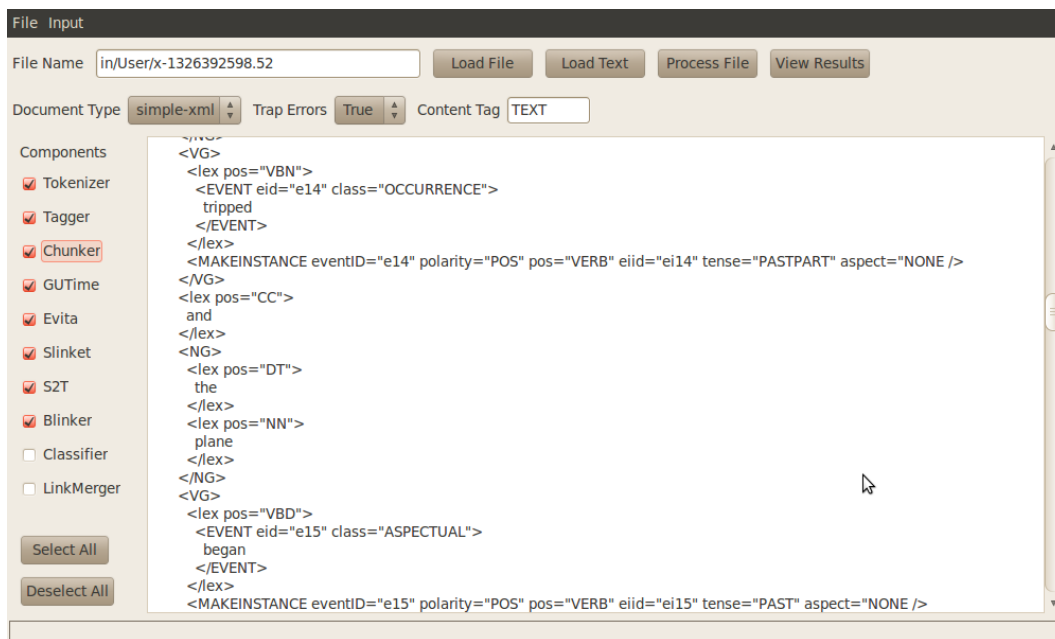 File Input
File Name in/User/x-1326392598.52 Load File Load Text Process File View Results
Document Type simple-xml Trap Errors True Content Tag TEXT
Components
Tokenizer
Tagger
Chunker
GUTime
Evita
Slinket
S2T
Blinker
Classifier
LinkMerger
Select All
Deselect All
</NG>
<VG>
<lex pos="VBN">
<EVENT eid="e14" class="OCCURRENCE">
tripped
</EVENT>
</lex>
<MAKEINSTANCE eventID="e14" polarity="POS" pos="VERB" eiid="ei14" tense="PASTPART" aspect="NONE />
</VG>
<lex pos="CC">
and
</lex>
<NG>
<lex pos="DT">
the
</lex>
<lex pos="NN">
plane
</lex>
</NG>
<VG>
<lex pos="VBD">
<EVENT eid="e15" class="ASPECTUAL">
began
</EVENT>
</lex>
<MAKEINSTANCE eventID="e15" polarity="POS" pos="VERB" eiid="ei15" tense="PAST" aspect="NONE />